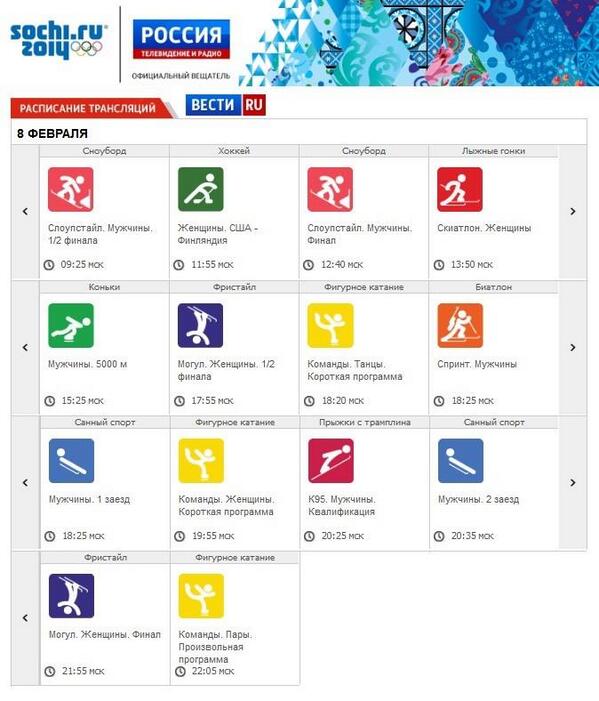 sochi.ru
2014
РОССИЯ
ТЕЛЕВИДЕНИЕ И РАДИО
ОФИЦИАЛЬНЫЙ ВЕЩАТЕЛЬ
РАСПИСАНИЕ ТРАНСЛЯЦИЙ
ВЕСТИ RU
8 ФЕВРАЛЯ
Сноуборд
Слоупстайл. Мужчины.
1/2 финала
09:25 МСК
Хоккей
Женщины. США -
Финляндия
11:55 МСК
Сноуборд
Слоупстайл. Мужчины.
Финал
12:40 МСК
Лыжные гонки
Скиатлон. Женщины
13:50 МСК
Коньки
Мужчины. 5000 м
15:25 МСК
Фристайл
Могул. Женщины. 1/2
финала
17:55 МСК
Фигурное катание
Команды. Танцы.
Короткая программа
18:20 МСК
Биатлон
Спринт. Мужчины
18:25 МСК
Санный спорт
Мужчины. 1 заезд
18:25 МСК
Фигурное катание
Команды. Женщины.
Короткая программа
19:55 МСК
Прыжки с трамплина
К95. Мужчины.
Квалификация
20:25 МСК
Санный спорт
Мужчины. 2 заезд
20:35 МСК
Фристайл
Могул. Женщины. Финал
21:55 МСК
Фигурное катание
Команды. Пары.
Произвольная
программа
22:05 МСК